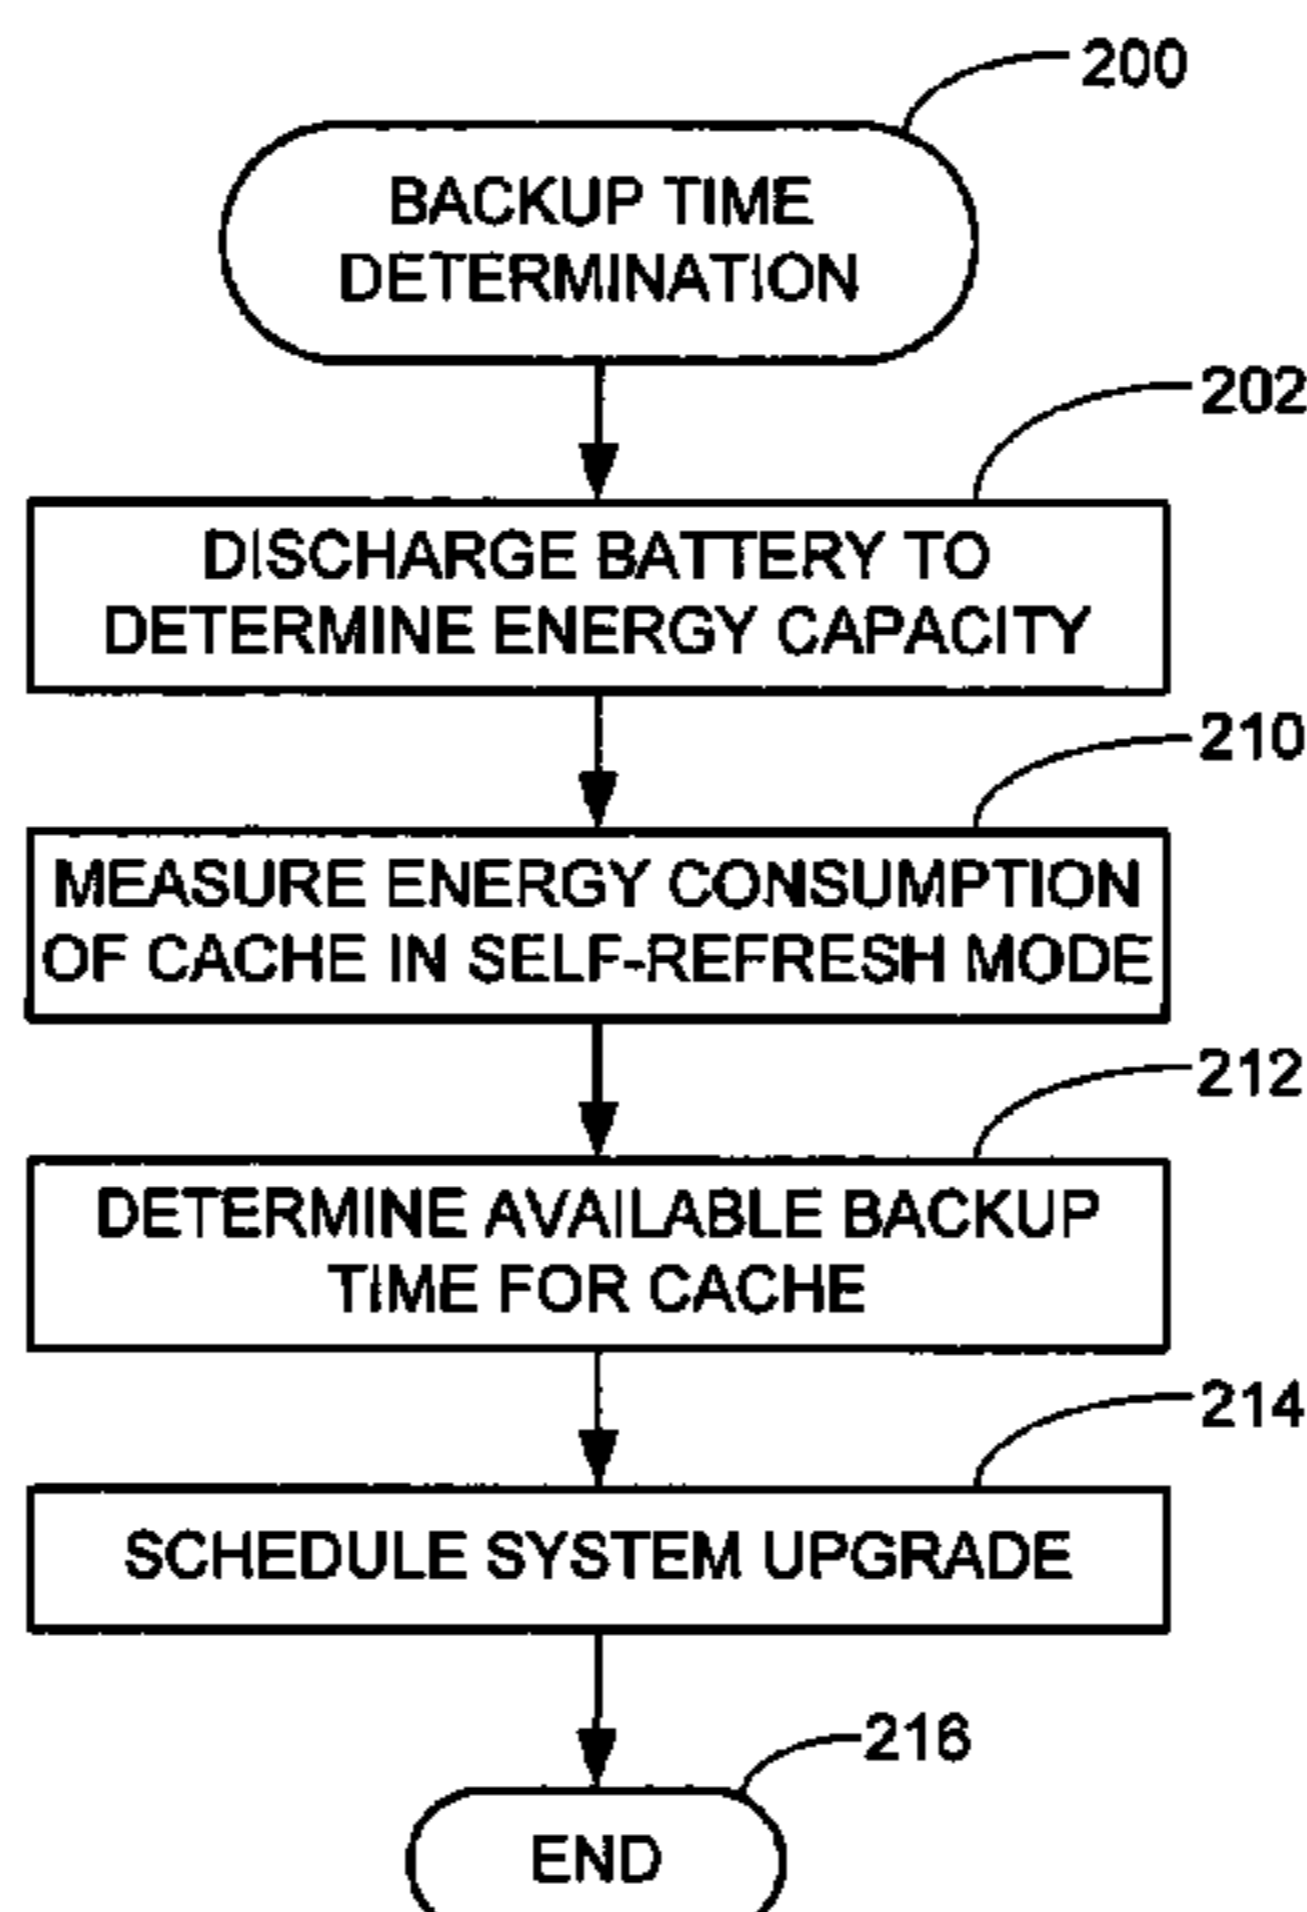 200
BACKUP TIME
DETERMINATION
202
DISCHARGE BATTERY TO
DETERMINE ENERGY CAPACITY
210
MEASURE ENERGY CONSUMPTION
OF CACHE IN SELF-REFRESH MODE
212
DETERMINE AVAILABLE BACKUP
TIME FOR CACHE
214
SCHEDULE SYSTEM UPGRADE
216
END